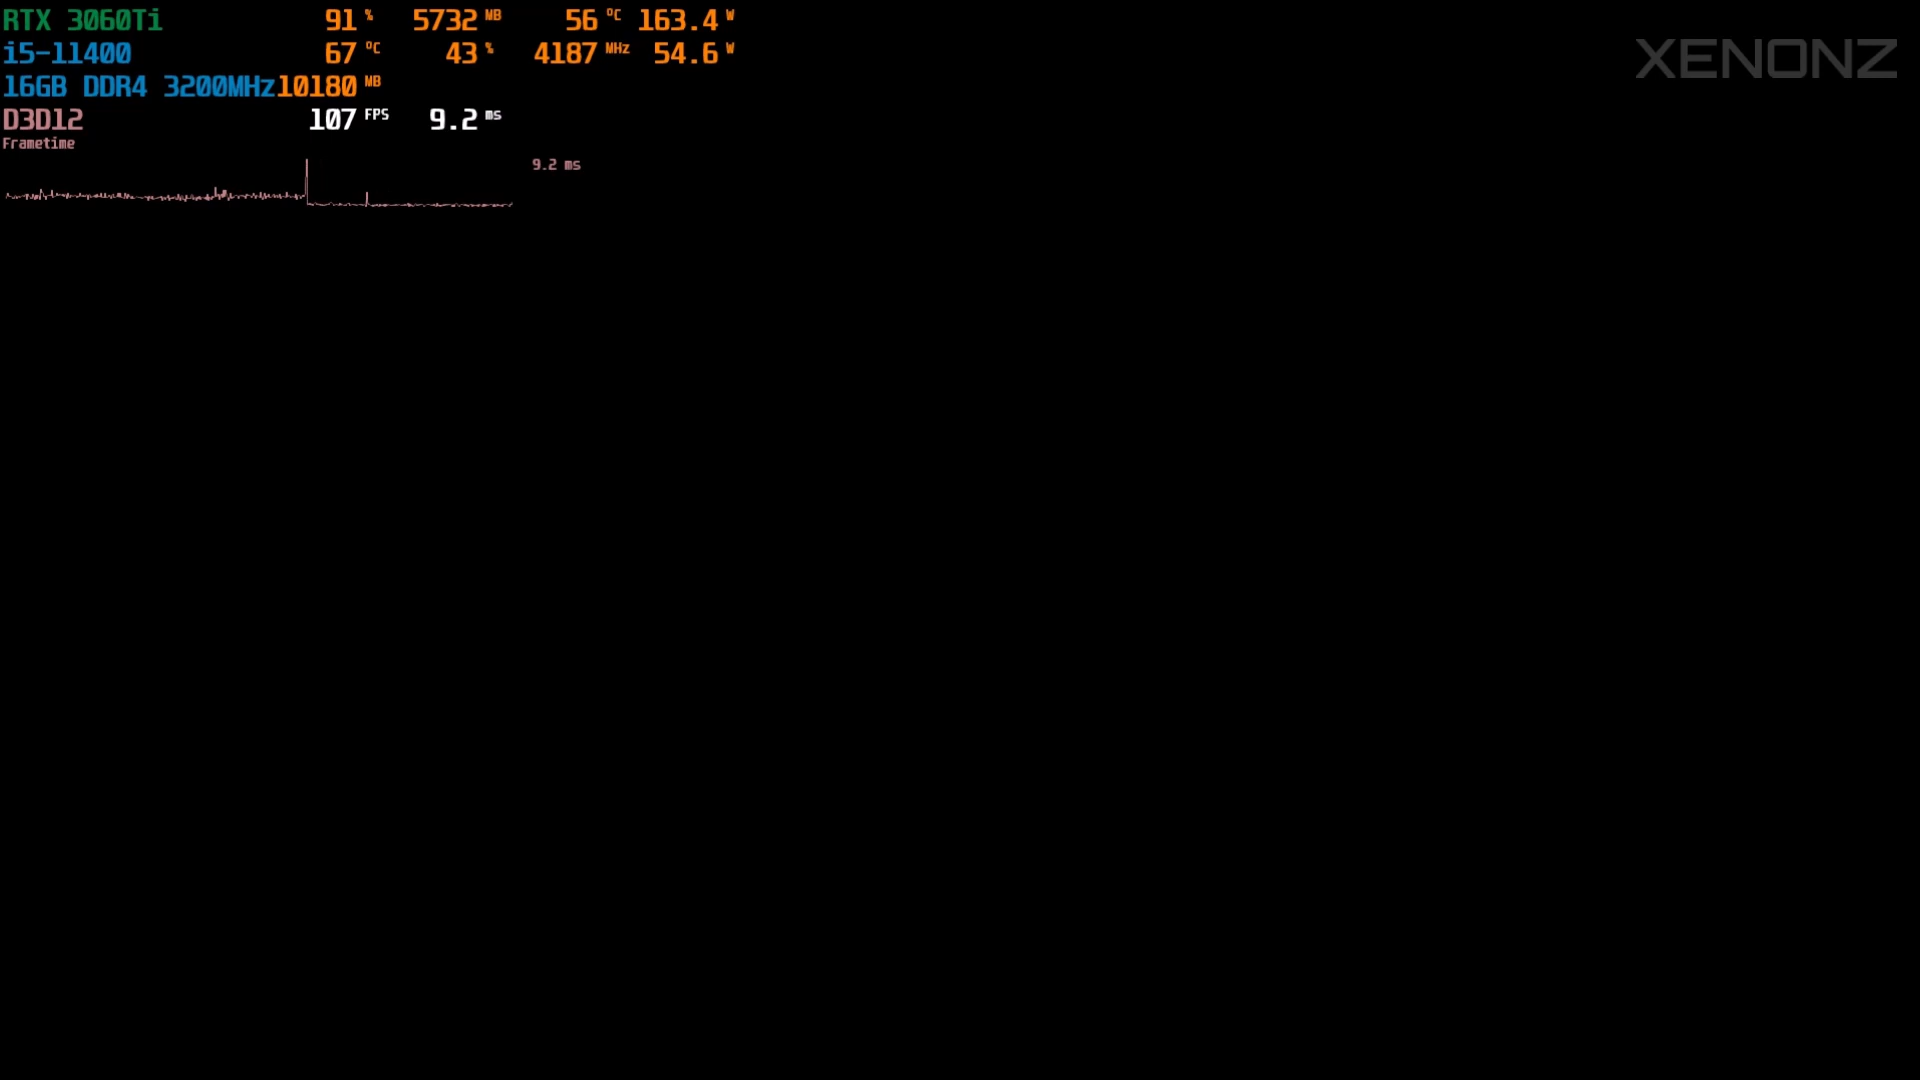 RTX 3060Ti 91 % 5732 MB 56 °C 163.4 W
i5-11400 67 °C 43 % 4187 MHz 54.6 W
16GB DDR4 3200MHz 10180 MB
D3D12 107 FPS 9.2 ms
Frametime
9.2 ms
XENONZ